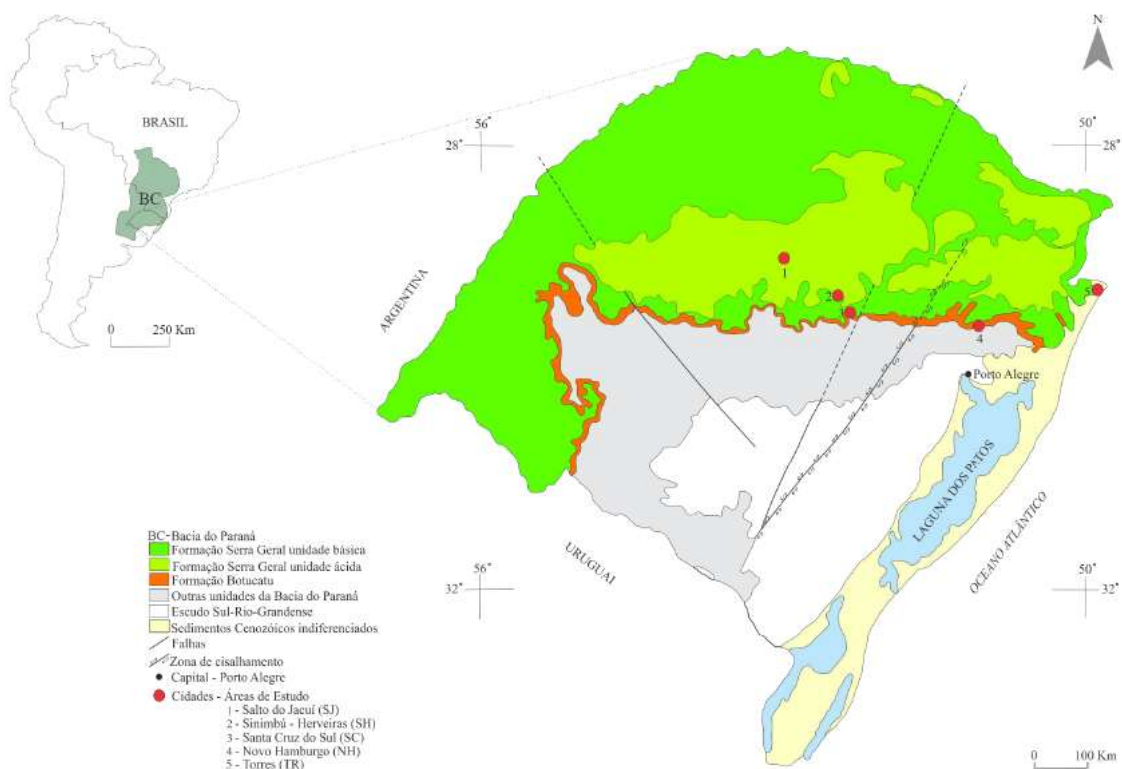 N
BRASIL
56°
28°
50°
28°
BC
ARGENTINA
0 250 Km
1
2
5
4
Porto Alegre
LAGUNA DOS PATOS
OCEANO ATLÂNTICO
URUGUAI
56°
32°
50°
32°
BC-Bacia do Paraná
Formação Serra Geral unidade básica
Formação Serra Geral unidade ácida
Formação Botucatu
Outras unidades da Bacia do Paraná
Escudo Sul-Rio-Grandense
Sedimentos Cenozóicos indiferenciados
Falhas
Zona de cisalhamento
Capital - Porto Alegre
Cidades - Áreas de Estudo
1 - Salto do Jacuí (SJ)
2 - Sinimbú - Herveiras (SH)
3 - Santa Cruz do Sul (SC)
4 - Novo Hamburgo (NH)
5 - Torres (TR)
0 100 Km